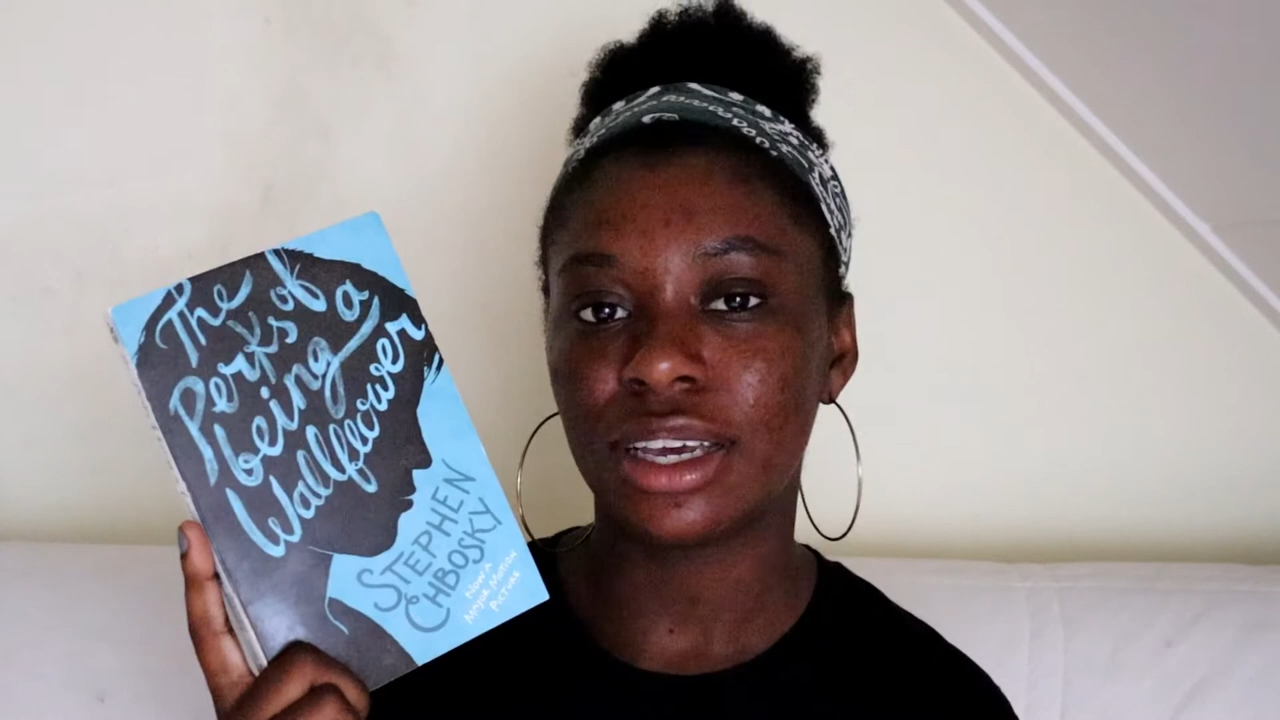 The
Perks of
being a
Wallflower
STEPHEN
CHBOSKY
NOW A
MAJOR MOTION
PICTURE